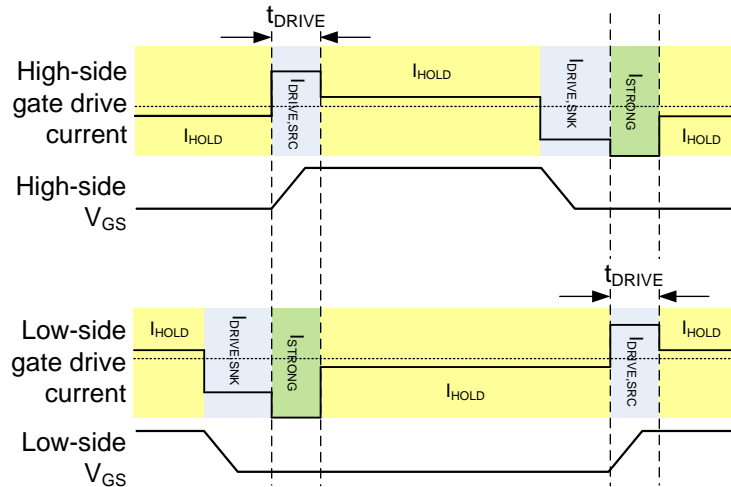 tDRIVE
High-side
gate drive
current
IHOLD
IDRIVE,SRC
IHOLD
IDRIVE,SNK
ISTRONG
IHOLD
High-side
VGS
tDRIVE
Low-side
gate drive
current
IHOLD
IDRIVE,SNK
ISTRONG
IHOLD
IDRIVE,SRC
IHOLD
Low-side
VGS